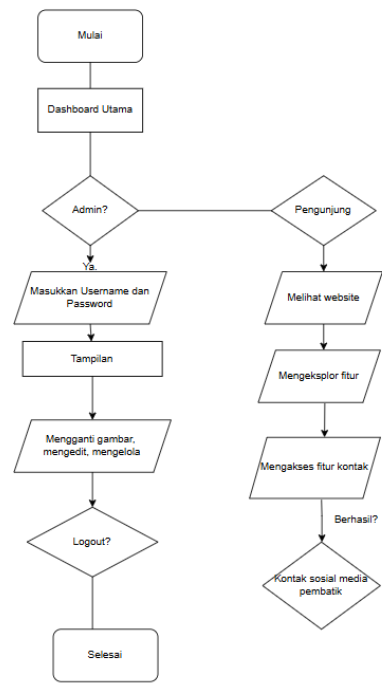 Mulai
Dashboard Utama
Admin?
Pengunjung
Ya.
Masukkan Username dan
Password
Melihat website
Tampilan
Mengeksplor fitur
Mengganti gambar,
mengedit, mengelola
Mengakses fitur kontak
Berhasil?
Logout?
Kontak sosial media
pembatik
Selesai